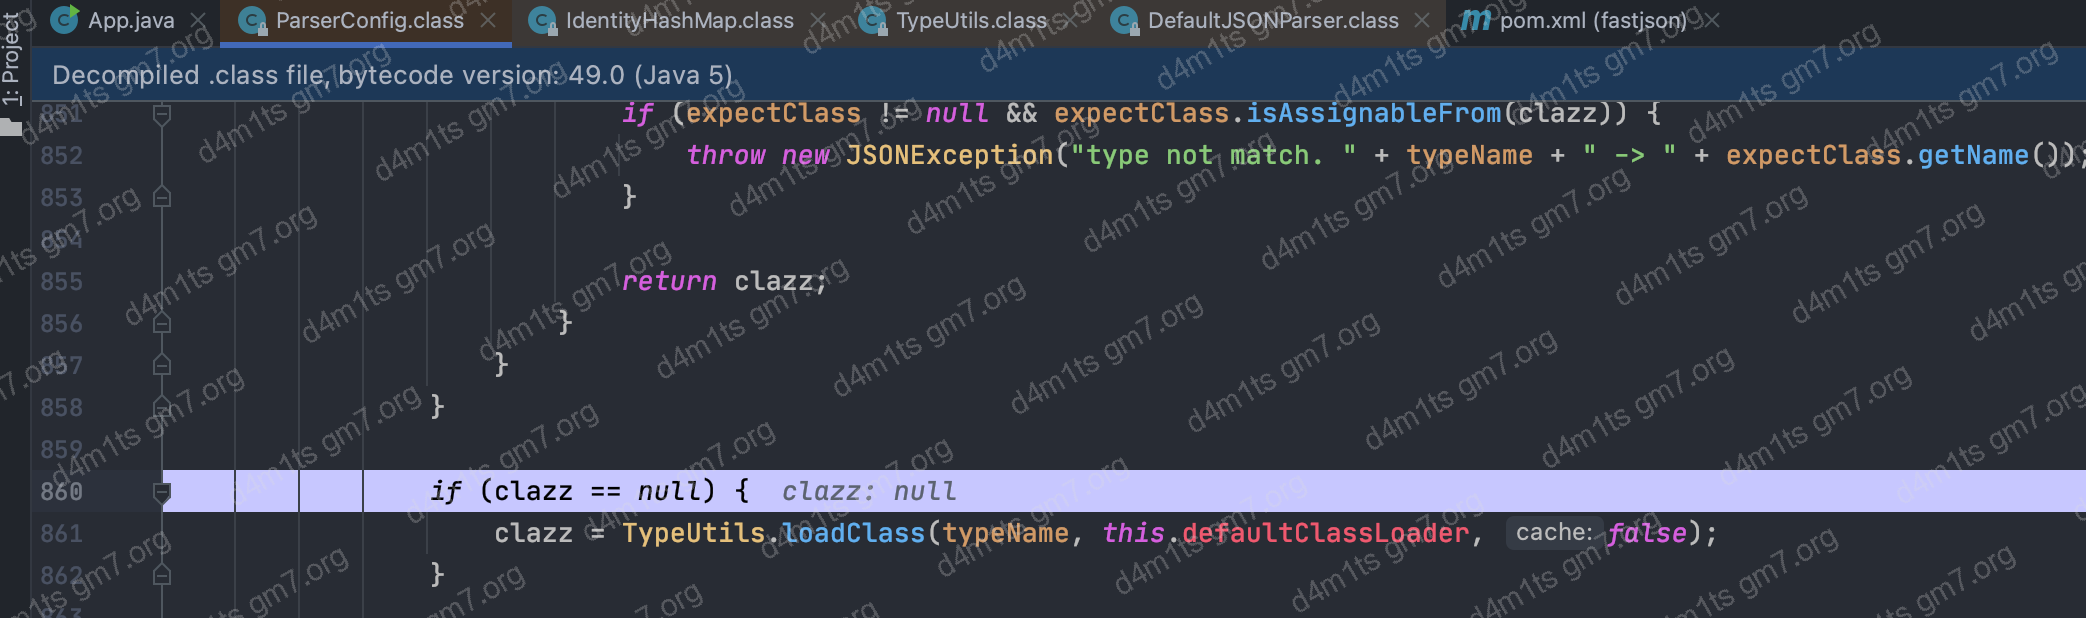 App.java ParserConfig.class IdentityHashMap.class TypeUtils.class DefaultJSONParser.class pom.xml (fastjson)
1: Project
Decompiled .class file, bytecode version: 49.0 (Java 5)
851 if (expectClass != null && expectClass.isAssignableFrom(clazz)) {
852 throw new JSONException("type not match. " + typeName + " -> " + expectClass.getName());
853 }
854
855 return clazz;
856 }
857 }
858 }
859
860 if (clazz == null) { clazz: null
861 clazz = TypeUtils.loadClass(typeName, this.defaultClassLoader, cache: false);
862 }
863
d4m1ts gm7.org